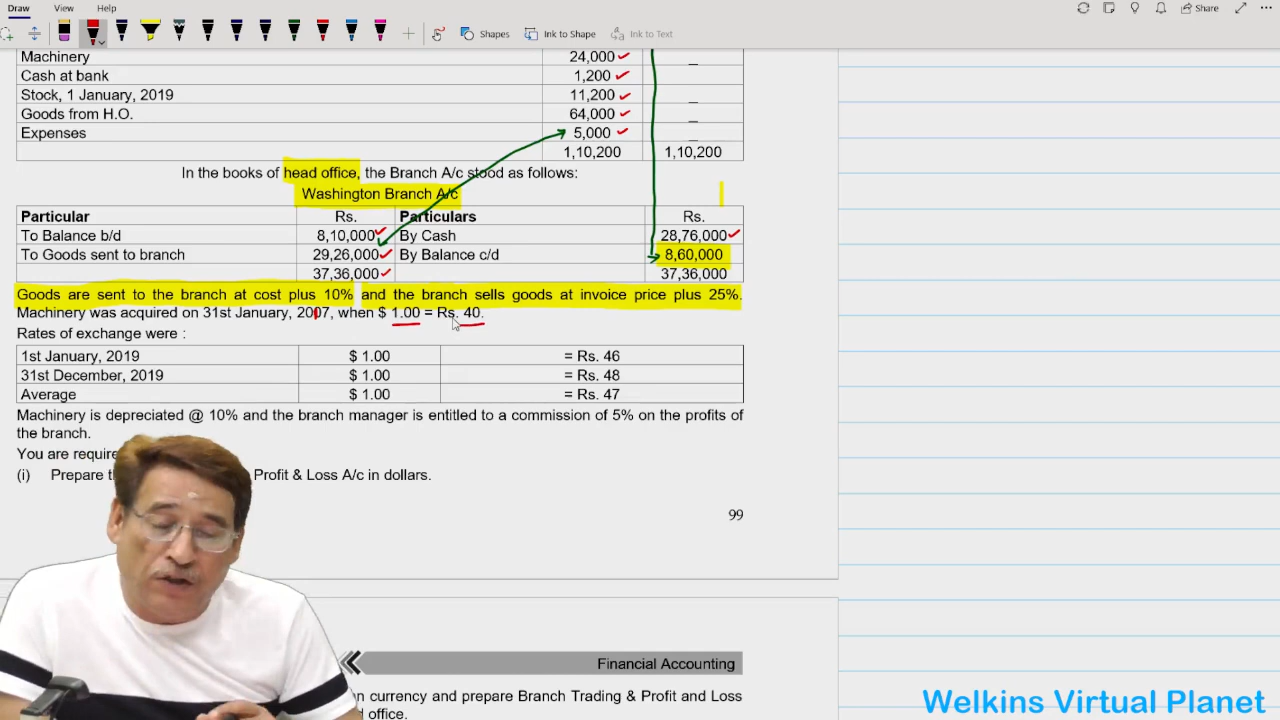 Draw View Help Share
Shapes Ink to Shape Ink to Text
Machinery 24,000 _
Cash at bank 1,200
Stock, 1 January, 2019 11,200 _
Goods from H.O. 64,000 _
Expenses 5,000 _
1,10,200 1,10,200
In the books of head office, the Branch A/c stood as follows:
Washington Branch A/c
Particular Rs. Particulars Rs.
To Balance b/d 8,10,000 By Cash 28,76,000
To Goods sent to branch 29,26,000 By Balance c/d 8,60,000
37,36,000 37,36,000
Goods are sent to the branch at cost plus 10% and the branch sells goods at invoice price plus 25%.
Machinery was acquired on 31st January, 2007, when $ 1.00 = Rs. 40.
Rates of exchange were :
1st January, 2019 $ 1.00 = Rs. 46
31st December, 2019 $ 1.00 = Rs. 48
Average $ 1.00 = Rs. 47
Machinery is depreciated @ 10% and the branch manager is entitled to a commission of 5% on the profits of
the branch.
You are
(i) Prepare Profit & Loss A/c in dollars.
99
Financial Accounting
currency and prepare Branch Trading & Profit and Loss
office.
Welkins Virtual Planet